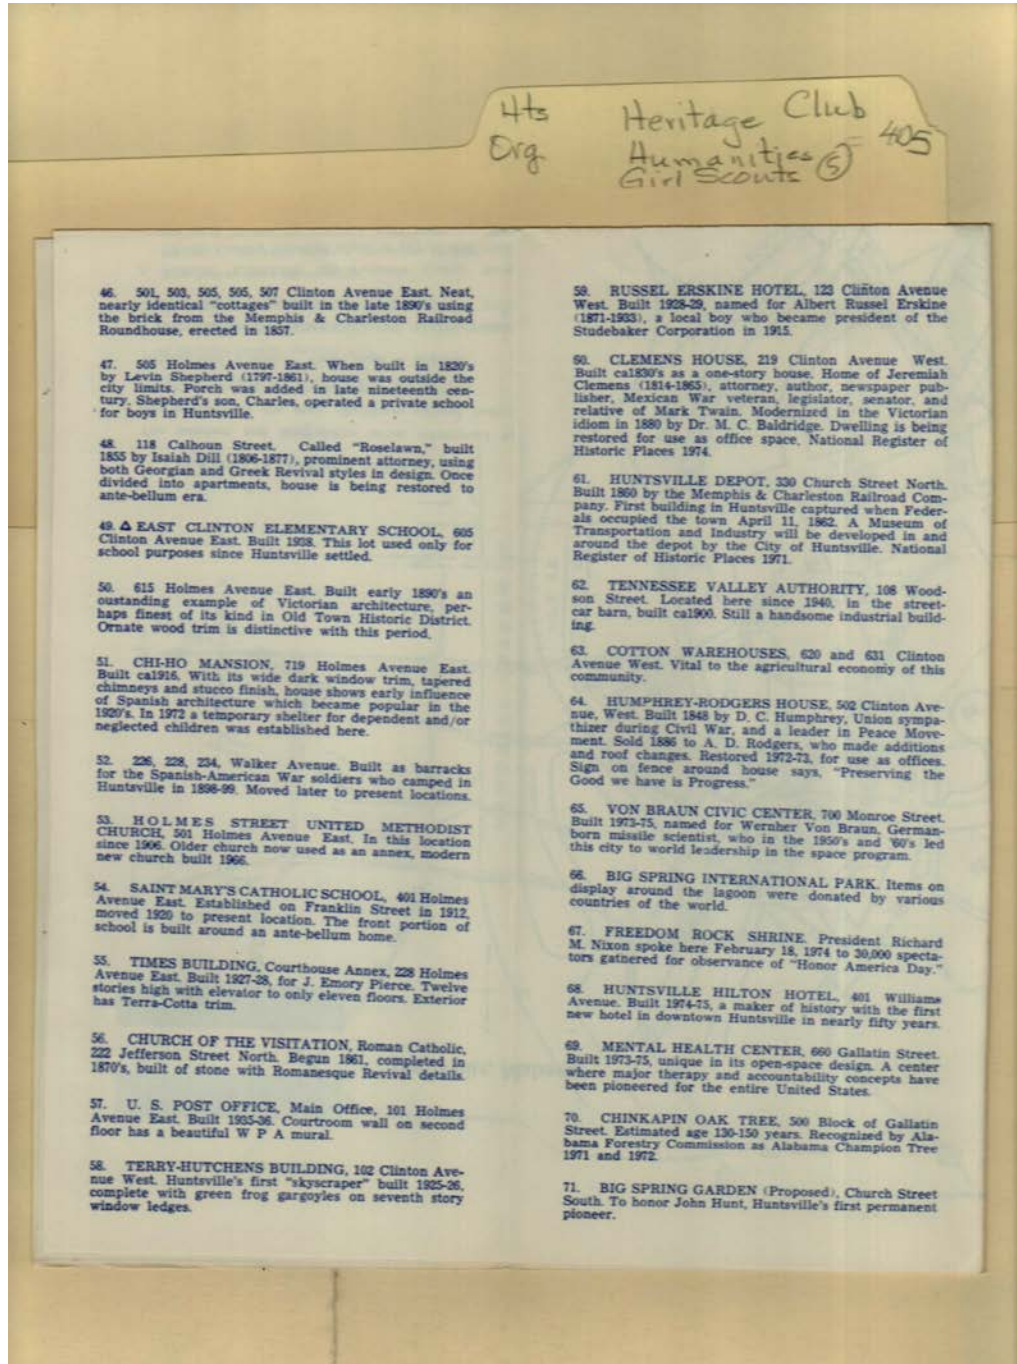 Hts
Org
Heritage Club
Humanities
Girl Scouts
5
405
46. 501, 503, 505, 505, 507 Clinton Avenue East. Neat,
nearly identical "cottages" built in the late 1890's using
the brick from the Memphis & Charleston Railroad
Roundhouse, erected in 1857.
47. 505 Holmes Avenue East. When built in 1820's
by Levin Shepherd (1797-1861), house was outside the
city limits. Porch was added in late nineteenth cen-
tury. Shepherd's son, Charles, operated a private school
for boys in Huntsville.
48. 118 Calhoun Street. Called "Roselawn," built
1855 by Isaiah Dill (1806-1877), prominent attorney, using
both Georgian and Greek Revival styles in design. Once
divided into apartments, house is being restored to
ante-bellum era.
49. EAST CLINTON ELEMENTARY SCHOOL, 605
Clinton Avenue East. Built 1938. This lot used only for
school purposes since Huntsville settled.
50. 615 Holmes Avenue East. Built early 1890's an
oustanding example of Victorian architecture, per-
haps finest of its kind in Old Town Historic District.
Ornate wood trim is distinctive with this period.
51. CHI-HO MANSION, 719 Holmes Avenue East.
Built ca1916. With its wide dark window trim, tapered
chimneys and stucco finish, house shows early influence
of Spanish architecture which became popular in the
1920's. In 1972 a temporary shelter for dependent and/or
neglected children was established here.
52. 226, 228, 234, Walker Avenue. Built as barracks
for the Spanish-American War soldiers who camped in
Huntsville in 1898-99. Moved later to present locations.
53. HOLMES STREET UNITED METHODIST
CHURCH, 501 Holmes Avenue East. In this location
since 1906. Older church now used as an annex, modern
new church built 1966.
54. SAINT MARY'S CATHOLIC SCHOOL, 401 Holmes
Avenue East. Established on Franklin Street in 1912,
moved 1920 to present location. The front portion of
school is built around an ante-bellum home.
55. TIMES BUILDING, Courthouse Annex, 228 Holmes
Avenue East. Built 1927-28, for J. Emory Pierce. Twelve
stories high with elevator to only eleven floors. Exterior
has Terra-Cotta trim.
56. CHURCH OF THE VISITATION, Roman Catholic,
222 Jefferson Street North. Begun 1861, completed in
1870's, built of stone with Romanesque Revival details.
57. U. S. POST OFFICE, Main Office, 101 Holmes
Avenue East. Built 1935-36. Courtroom wall on second
floor has a beautiful W P A mural.
58. TERRY-HUTCHENS BUILDING, 102 Clinton Ave-
nue West. Huntsville's first "skyscraper" built 1925-26,
complete with green frog gargoyles on seventh story
window ledges.
59. RUSSEL ERSKINE HOTEL, 123 Clinton Avenue
West. Built 1928-29, named for Albert Russel Erskine
(1871-1933), a local boy who became president of the
Studebaker Corporation in 1915.
60. CLEMENS HOUSE, 219 Clinton Avenue West.
Built ca1830's as a one-story house. Home of Jeremiah
Clemens (1814-1865), attorney, author, newspaper pub-
lisher, Mexican War veteran, legislator, senator, and
relative of Mark Twain. Modernized in the Victorian
idiom in 1880 by Dr. M. C. Baldridge. Dwelling is being
restored for use as office space. National Register of
Historic Places 1974.
61. HUNTSVILLE DEPOT, 330 Church Street North.
Built 1860 by the Memphis & Charleston Railroad Com-
pany. First building in Huntsville captured when Feder-
als occupied the town April 11, 1862. A Museum of
Transportation and Industry will be developed in and
around the depot by the City of Huntsville. National
Register of Historic Places 1971.
62. TENNESSEE VALLEY AUTHORITY, 108 Wood-
son Street. Located here since 1940, in the street-
car barn, built ca1900. Still a handsome industrial build-
ing.
63. COTTON WAREHOUSES, 620 and 631 Clinton
Avenue West. Vital to the agricultural economy of this
community.
64. HUMPHREY-RODGERS HOUSE, 502 Clinton Ave-
nue, West. Built 1848 by D. C. Humphrey, Union sympa-
thizer during Civil War, and a leader in Peace Move-
ment. Sold 1886 to A. D. Rodgers, who made additions
and roof changes. Restored 1972-73, for use as offices.
Sign on fence around house says, "Preserving the
Good we have is Progress."
65. VON BRAUN CIVIC CENTER, 700 Monroe Street.
Built 1973-75, named for Wernher Von Braun, German-
born missile scientist, who in the 1950's and '60's led
this city to world leadership in the space program.
66. BIG SPRING INTERNATIONAL PARK. Items on
display around the lagoon were donated by various
countries of the world.
67. FREEDOM ROCK SHRINE. President Richard
M. Nixon spoke here February 18, 1974 to 30,000 specta-
tors gathered for observance of "Honor America Day."
68. HUNTSVILLE HILTON HOTEL, 401 Williams
Avenue. Built 1974-75, a maker of history with the first
new hotel in downtown Huntsville in nearly fifty years.
69. MENTAL HEALTH CENTER, 660 Gallatin Street.
Built 1973-75, unique in its open-space design. A center
where major therapy and accountability concepts have
been pioneered for the entire United States.
70. CHINKAPIN OAK TREE, 500 Block of Gallatin
Street. Estimated age 130-150 years. Recognized by Ala-
bama Forestry Commission as Alabama Champion Tree
1971 and 1972.
71. BIG SPRING GARDEN (Proposed), Church Street
South. To honor John Hunt, Huntsville's first permanent
pioneer.